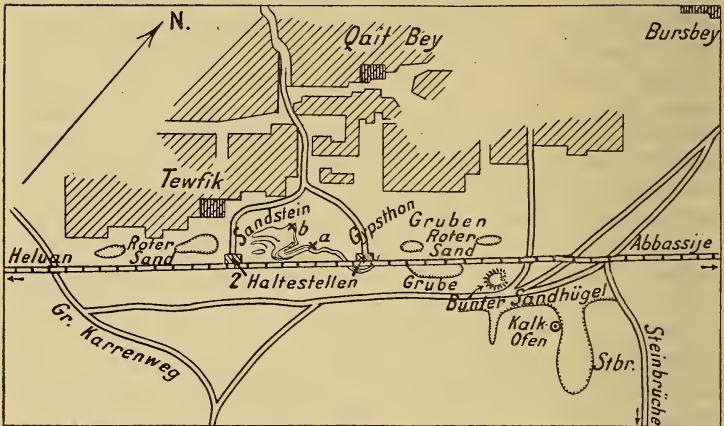 N.
Qait Bey
Bursbey
Tewfik
Sandstein
b
a
Gypsthon
Gruben
Roter
Sand
Roter
Sand
Heluan
Abbassije
2 Haltestellen
Grube
Bunter Sandhügel
Gr. Karrenweg
Kalk-
Ofen
Stbr.
Steinbrüche